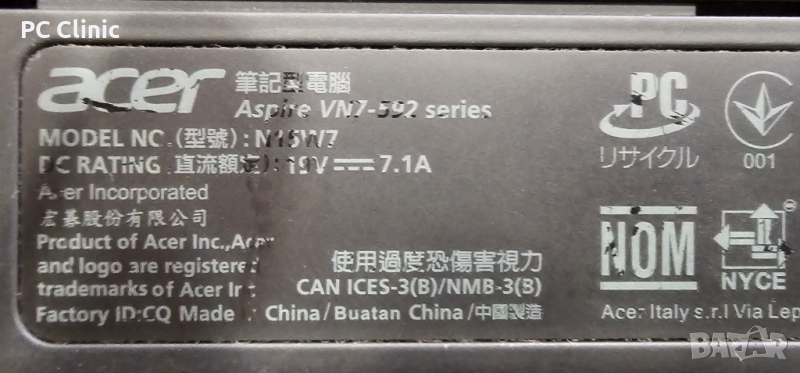 PC Clinic
acer 筆記型電腦
Aspire VN7-592 series
MODEL NO.(型號): N15W7
DC RATING 直流額定): 19V⎓7.1A
Acer Incorporated
宏碁股份有限公司
Product of Acer Inc., Acer
and logo are registered
trademarks of Acer Inc
Factory ID:CQ Made China/Buatan China/中國製造
使用過度恐傷害視力
CAN ICES-3(B)/NMB-3(B)
PC
リサイクル
001
NOM
NYCE
Acer Italy s.r.l Via Lep
BAZAR